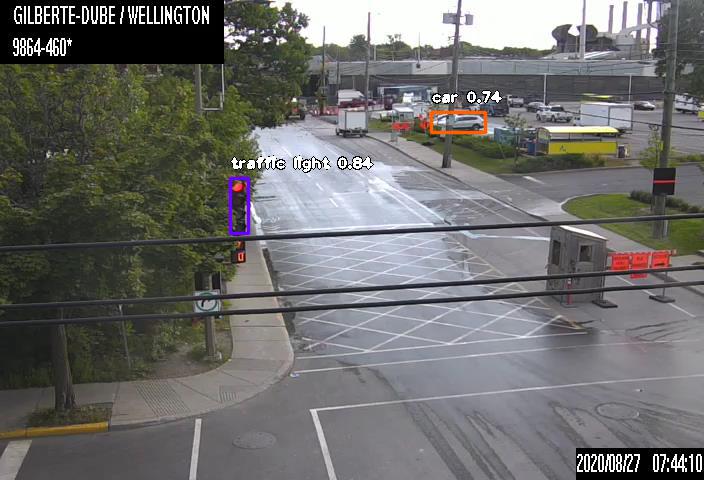 GILBERTE-DUBE / WELLINGTON
9864-460*
car 0.74
traffic light 0.84
2020/08/27 07:44:10